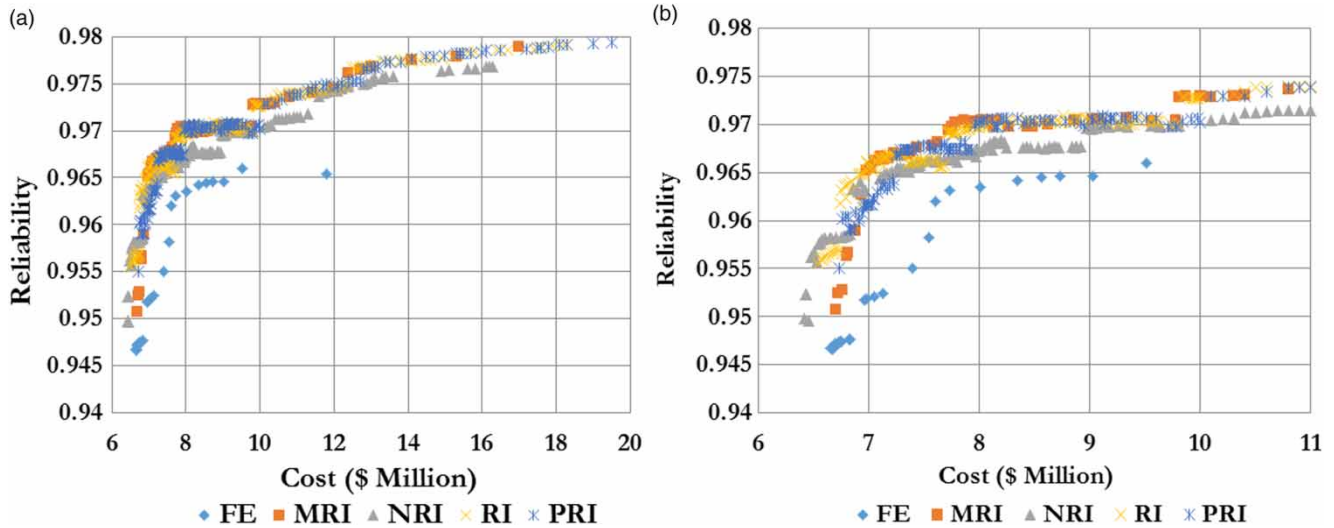 (a)
0.98
0.975
0.97
0.965
0.96
0.955
0.95
0.945
0.94
Reliability
6 8 10 12 14 16 18 20
Cost ($ Million)
FE MRI NRI RI PRI
(b)
0.98
0.975
0.97
0.965
0.96
0.955
0.95
0.945
0.94
Reliability
6 7 8 9 10 11
Cost ($ Million)
FE MRI NRI RI PRI